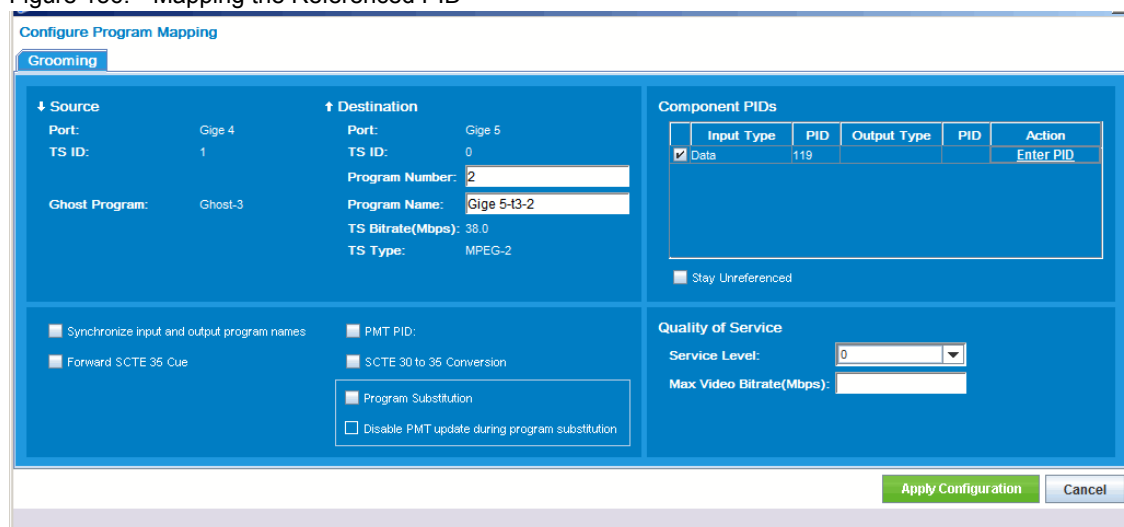 Configure Program Mapping
Grooming
Source
Port: Gige 4
TS ID: 1
Ghost Program: Ghost-3
Destination
Port: Gige 5
TS ID: 0
Program Number: 2
Program Name: Gige 5-t3-2
TS Bitrate(Mbps): 38.0
TS Type: MPEG-2
Component PIDs
Input Type PID Output Type PID Action
Data 119 Enter PID
Stay Unreferenced
Synchronize input and output program names
Forward SCTE 35 Cue
PMT PID:
SCTE 30 to 35 Conversion
Program Substitution
Disable PMT update during program substitution
Quality of Service
Service Level: 0
Max Video Bitrate(Mbps):
Apply Configuration Cancel